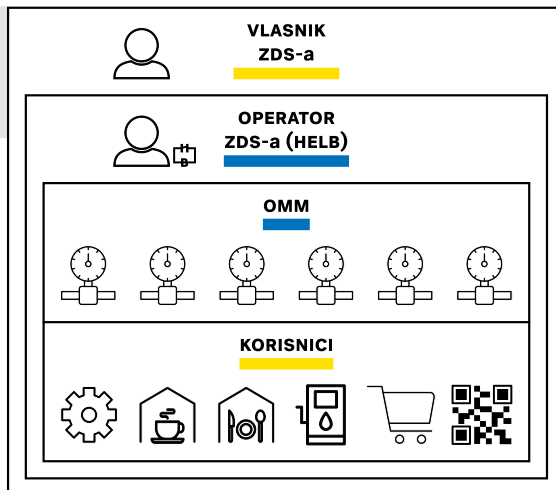 VLASNIK
ZDS-a
OPERATOR
ZDS-a (HELB)
H
B
OMM
KORISNICI